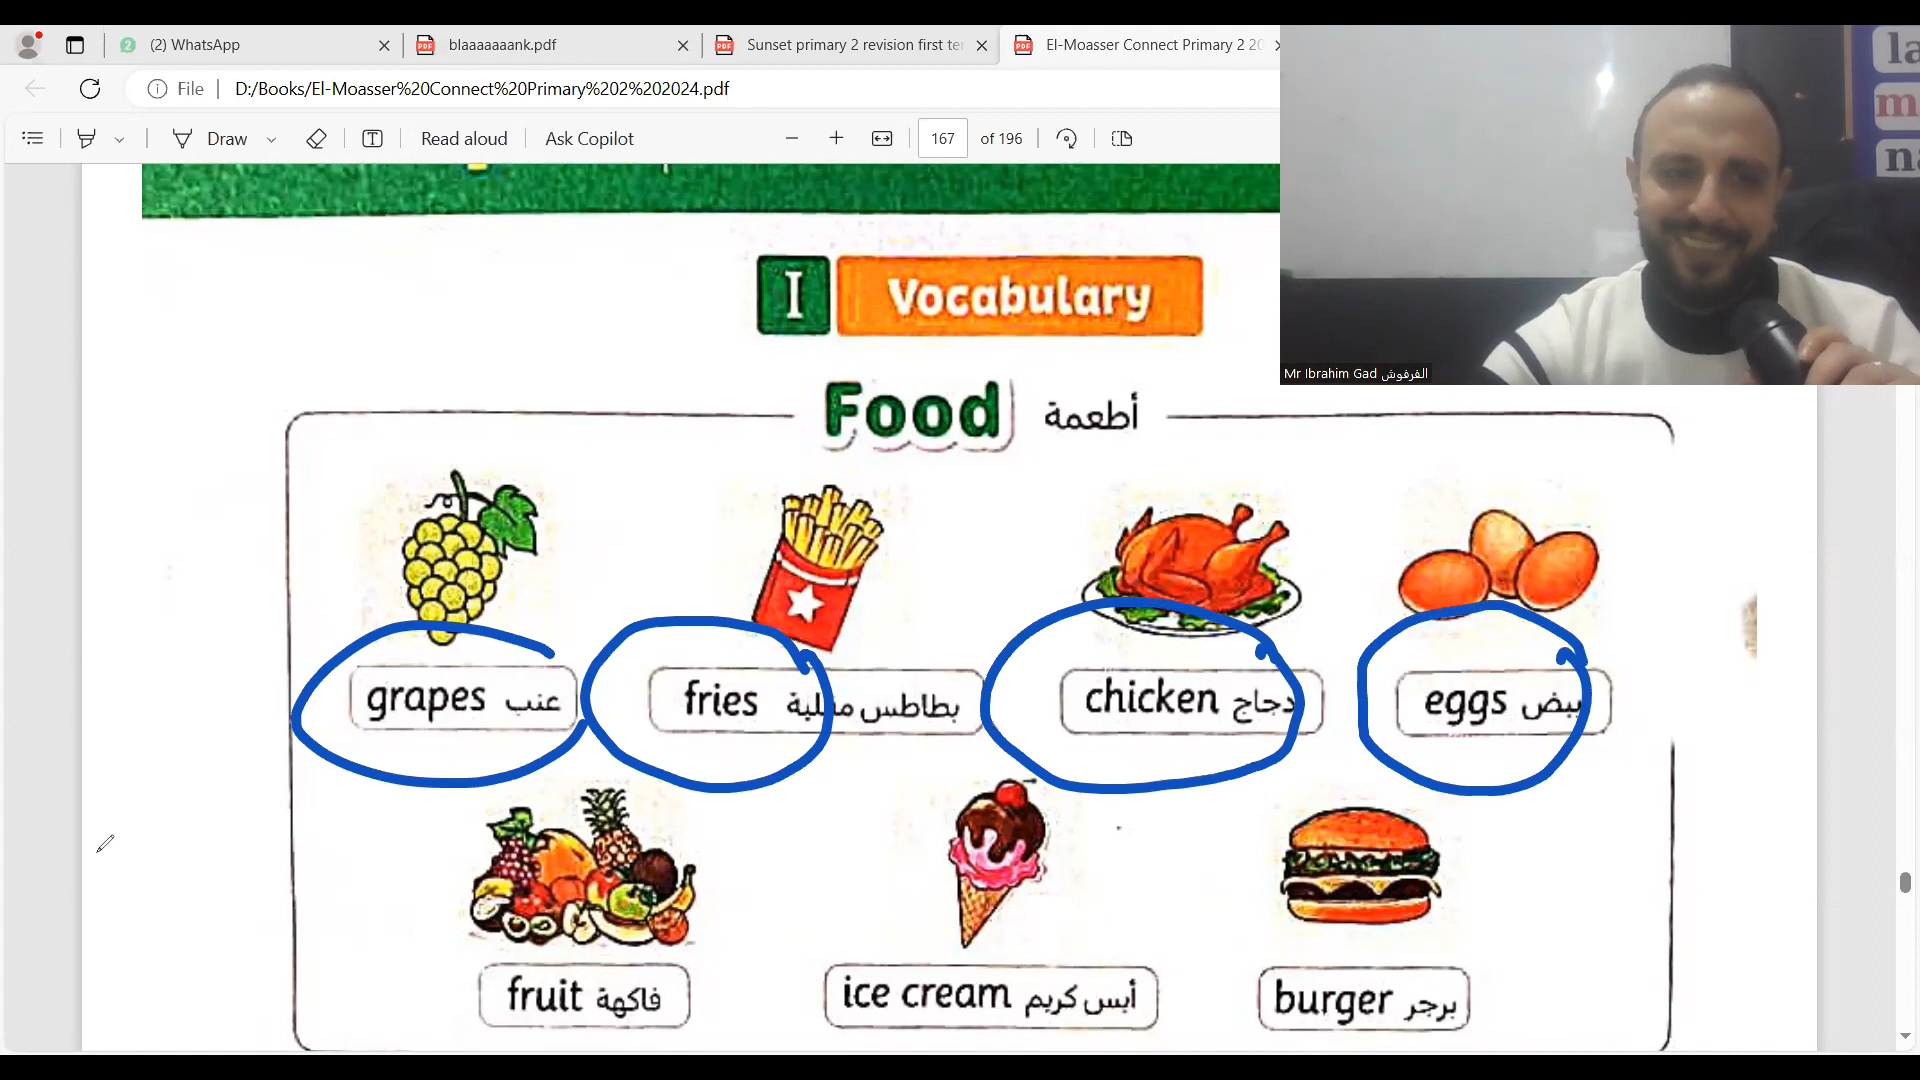 (2) WhatsApp
blaaaaaaank.pdf
Sunset primary 2 revision first te
El-Moasser Connect Primary 2 20
File
D:/Books/El-Moasser%20Connect%20Primary%202%202024.pdf
Draw
Read aloud
Ask Copilot
167 of 196
la
m
na
Mr Ibrahim Gad الفرفوش
I Vocabulary
Food أطعمة
grapes عنب
fries بطاطس مقلية
chicken دجاج
eggs بيض
fruit فاكهة
ice cream أيس كريم
burger برجر